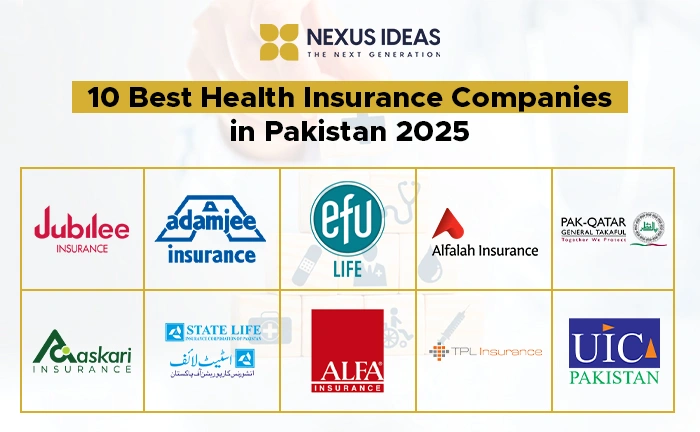 NEXUS IDEAS
THE NEXT GENERATION
10 Best Health Insurance Companies
in Pakistan 2025
Jubilee
INSURANCE
adamjee
insurance
efu
LIFE
Alfalah Insurance
PAK-QATAR
GENERAL TAKAFUL
Together We Protect
askari
INSURANCE
STATE LIFE
INSURANCE CORPORATION OF PAKISTAN
اسٹیٹ لائف
انشورنس کارپوریشن آف پاکستان
ALFA
INSURANCE
TPL Insurance
UIC
PAKISTAN